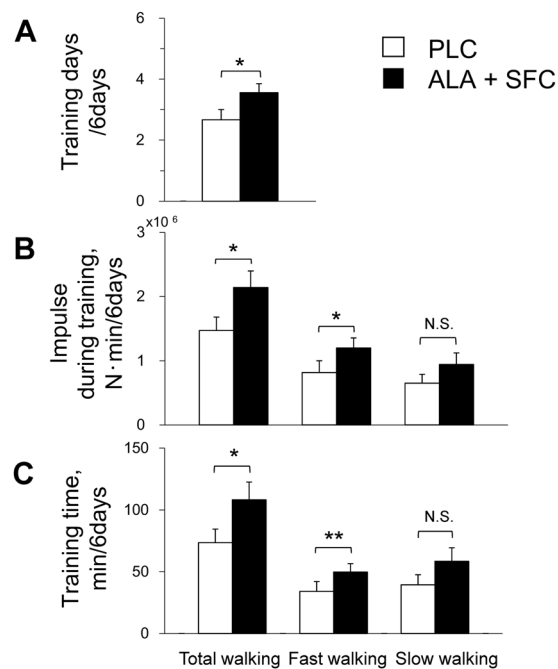 A
Training days
/6days
6
4
2
0
*
PLC
ALA + SFC
B
Impulse
during training,
N·min/6days
x10 6
3
2
1
0
*
*
N.S.
C
Training time,
min/6days
150
100
50
0
*
**
N.S.
Total walking Fast walking Slow walking